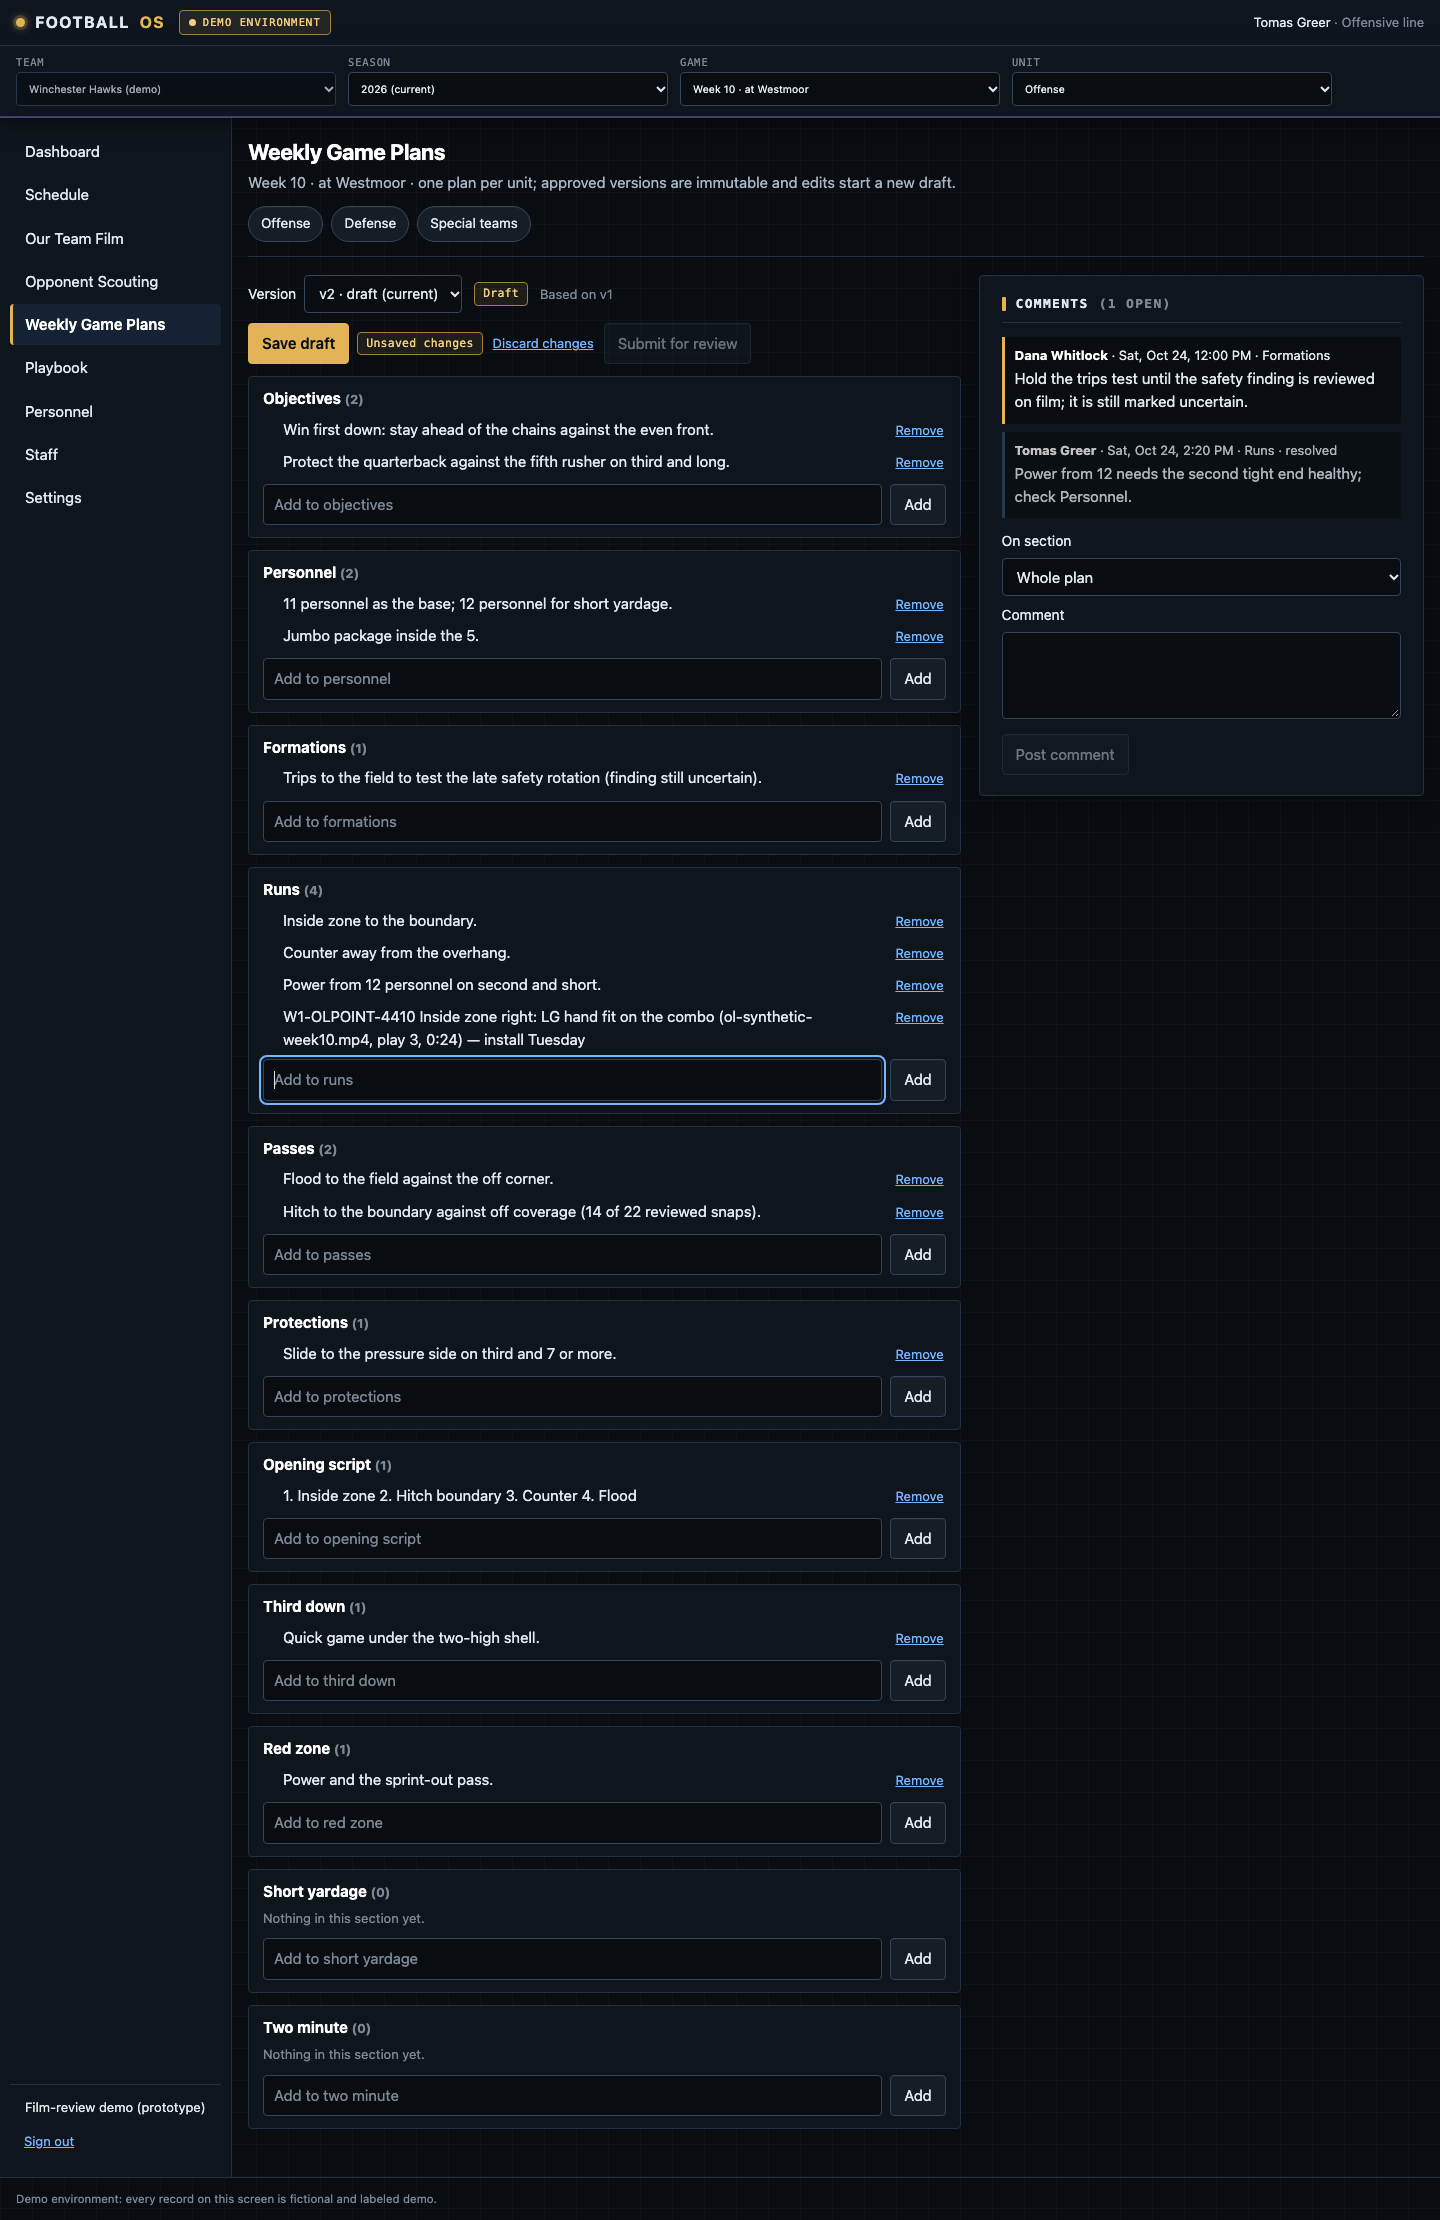 FOOTBALL OS
DEMO ENVIRONMENT
Tomas Greer · Offensive line
TEAM
Winchester Hawks (demo)
SEASON
2026 (current)
GAME
Week 10 · at Westmoor
UNIT
Offense
Dashboard
Schedule
Our Team Film
Opponent Scouting
Weekly Game Plans
Playbook
Personnel
Staff
Settings
Film-review demo (prototype)
Sign out
Weekly Game Plans
Week 10 · at Westmoor · one plan per unit; approved versions are immutable and edits start a new draft.
Offense
Defense
Special teams
Version
v2 · draft (current)
Draft
Based on v1
Save draft
Unsaved changes
Discard changes
Submit for review
Objectives (2)
Win first down: stay ahead of the chains against the even front.
Remove
Protect the quarterback against the fifth rusher on third and long.
Remove
Add to objectives
Add
Personnel (2)
11 personnel as the base; 12 personnel for short yardage.
Remove
Jumbo package inside the 5.
Remove
Add to personnel
Add
Formations (1)
Trips to the field to test the late safety rotation (finding still uncertain).
Remove
Add to formations
Add
Runs (4)
Inside zone to the boundary.
Remove
Counter away from the overhang.
Remove
Power from 12 personnel on second and short.
Remove
W1-OLPOINT-4410 Inside zone right: LG hand fit on the combo (ol-synthetic-
week10.mp4, play 3, 0:24) — install Tuesday
Remove
Add to runs
Add
Passes (2)
Flood to the field against the off corner.
Remove
Hitch to the boundary against off coverage (14 of 22 reviewed snaps).
Remove
Add to passes
Add
Protections (1)
Slide to the pressure side on third and 7 or more.
Remove
Add to protections
Add
Opening script (1)
1. Inside zone 2. Hitch boundary 3. Counter 4. Flood
Remove
Add to opening script
Add
Third down (1)
Quick game under the two-high shell.
Remove
Add to third down
Add
Red zone (1)
Power and the sprint-out pass.
Remove
Add to red zone
Add
Short yardage (0)
Nothing in this section yet.
Add to short yardage
Add
Two minute (0)
Nothing in this section yet.
Add to two minute
Add
COMMENTS (1 OPEN)
Dana Whitlock · Sat, Oct 24, 12:00 PM · Formations
Hold the trips test until the safety finding is reviewed
on film; it is still marked uncertain.
Tomas Greer · Sat, Oct 24, 2:20 PM · Runs · resolved
Power from 12 needs the second tight end healthy;
check Personnel.
On section
Whole plan
Comment
Post comment
Demo environment: every record on this screen is fictional and labeled demo.